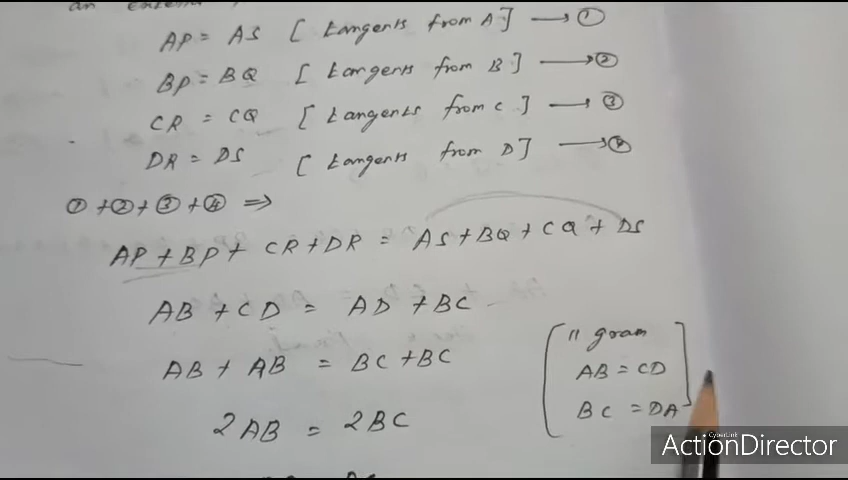 an
AP = AS [ tangents from A ] → ①
BP = BQ [ tangents from B ] → ②
CR = CQ [ tangents from C ] → ③
DR = DS [ tangents from D ] → ④
① + ② + ③ + ④ ⇒
AP + BP + CR + DR = AS + BQ + CQ + DS
AB + CD = AD + BC
AB + AB = BC + BC
2AB = 2BC
[ || gram
AB = CD
BC = DA ]
CyberLink
ActionDirector